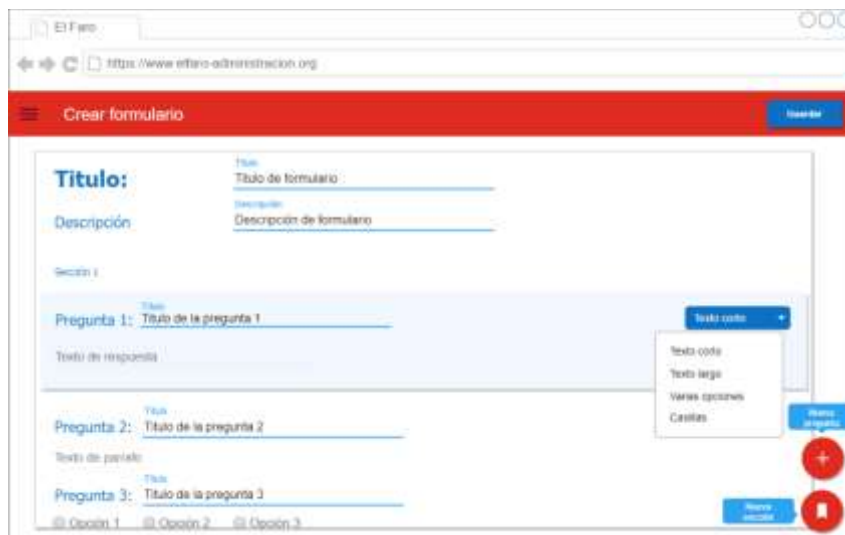 El Faro
https://www.elfaro-administracion.org
Crear formulario
Guardar
Titulo
Titulo:
Titulo de formulario
Descripción
Descripción
Descripción de formulario
Sección 1
Titulo
Pregunta 1:
Titulo de la pregunta 1
Texto corto
Texto de respuesta
Texto corto
Texto largo
Varias opciones
Casillas
Titulo
Pregunta 2:
Titulo de la pregunta 2
Nueva pregunta
Texto de parrafo
Titulo
Pregunta 3:
Titulo de la pregunta 3
Nueva sección
Opción 1 Opción 2 Opción 3